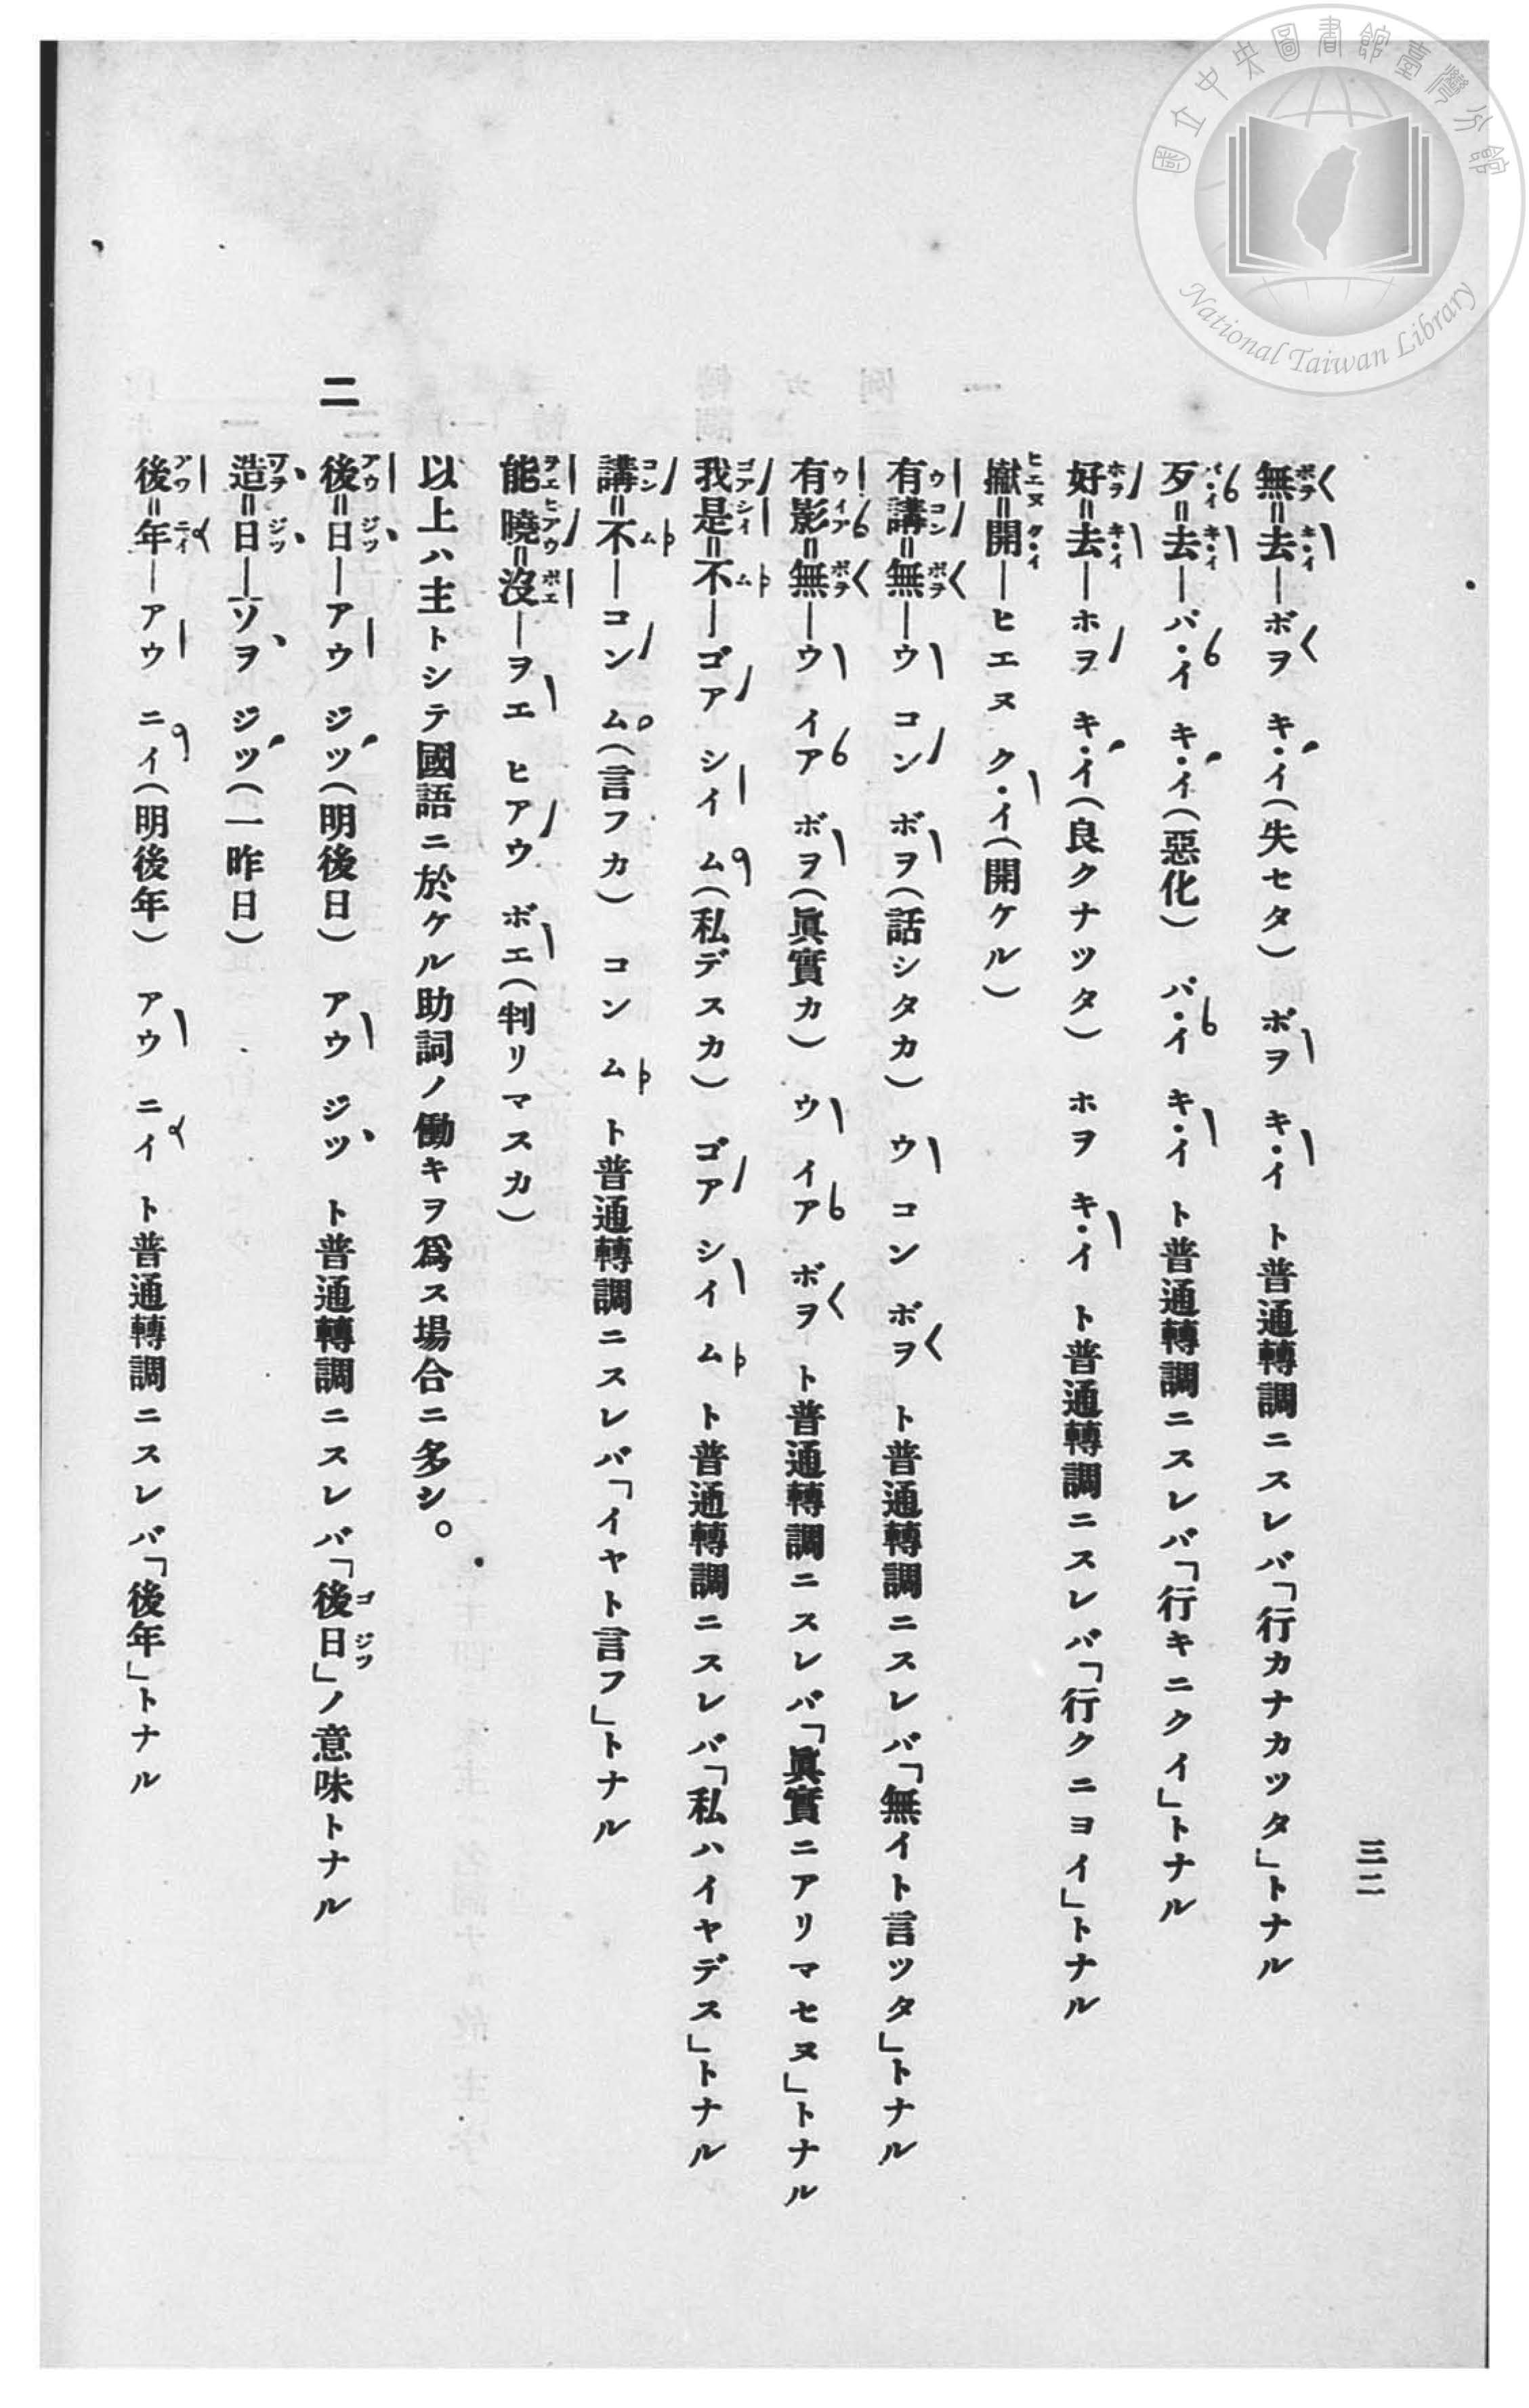 國立中央圖書館臺灣分館
National Taiwan Library
三二
無＝去—ボヲ キ・イ(失セタ) ボヲ キ・イ ト普通轉調ニスレバ「行カナカツタ」トナル
歹＝去—パ・イ キ・イ(惡化) パ・イ キ・イ ト普通轉調ニスレバ「行キニクイ」トナル
好＝去—ホヲ キ・イ(良クナツタ) ホヲ キ・イ ト普通轉調ニスレバ「行クニヨイ」トナル
＝開—ヒエヌ ク・イ(開ケル)
有講＝無—ウ コン ボヲ(話シタカ) ウ コン ボヲ ト普通轉調ニスレバ「無イト言ツタ」トナル
有影＝無—ウ イア ボヲ(眞實カ) ウ イア ボヲ ト普通轉調ニスレバ「眞實ニアリマセヌ」トナル
我是＝不—ゴア シイ ム(私デスカ) ゴア シイ ム ト普通轉調ニスレバ「私ハイヤデス」トナル
講＝不—コン ム(言フカ) コン ム ト普通轉調ニスレバ「イヤト言フ」トナル
能曉＝沒—ヲエ ヒアウ ボエ(判リマスカ)
以上ハ主トシテ國語ニ於ケル助詞ノ働キヲ爲ス場合ニ多シ。
二 後＝日—アウ ジツ(明後日) アウ ジツ ト普通轉調ニスレバ「後日」ノ意味トナル
造＝日—ソヲ ジツ(一昨日)
後＝年—アウ ニイ(明後年) アウ ニイ ト普通轉調ニスレバ「後年」トナル